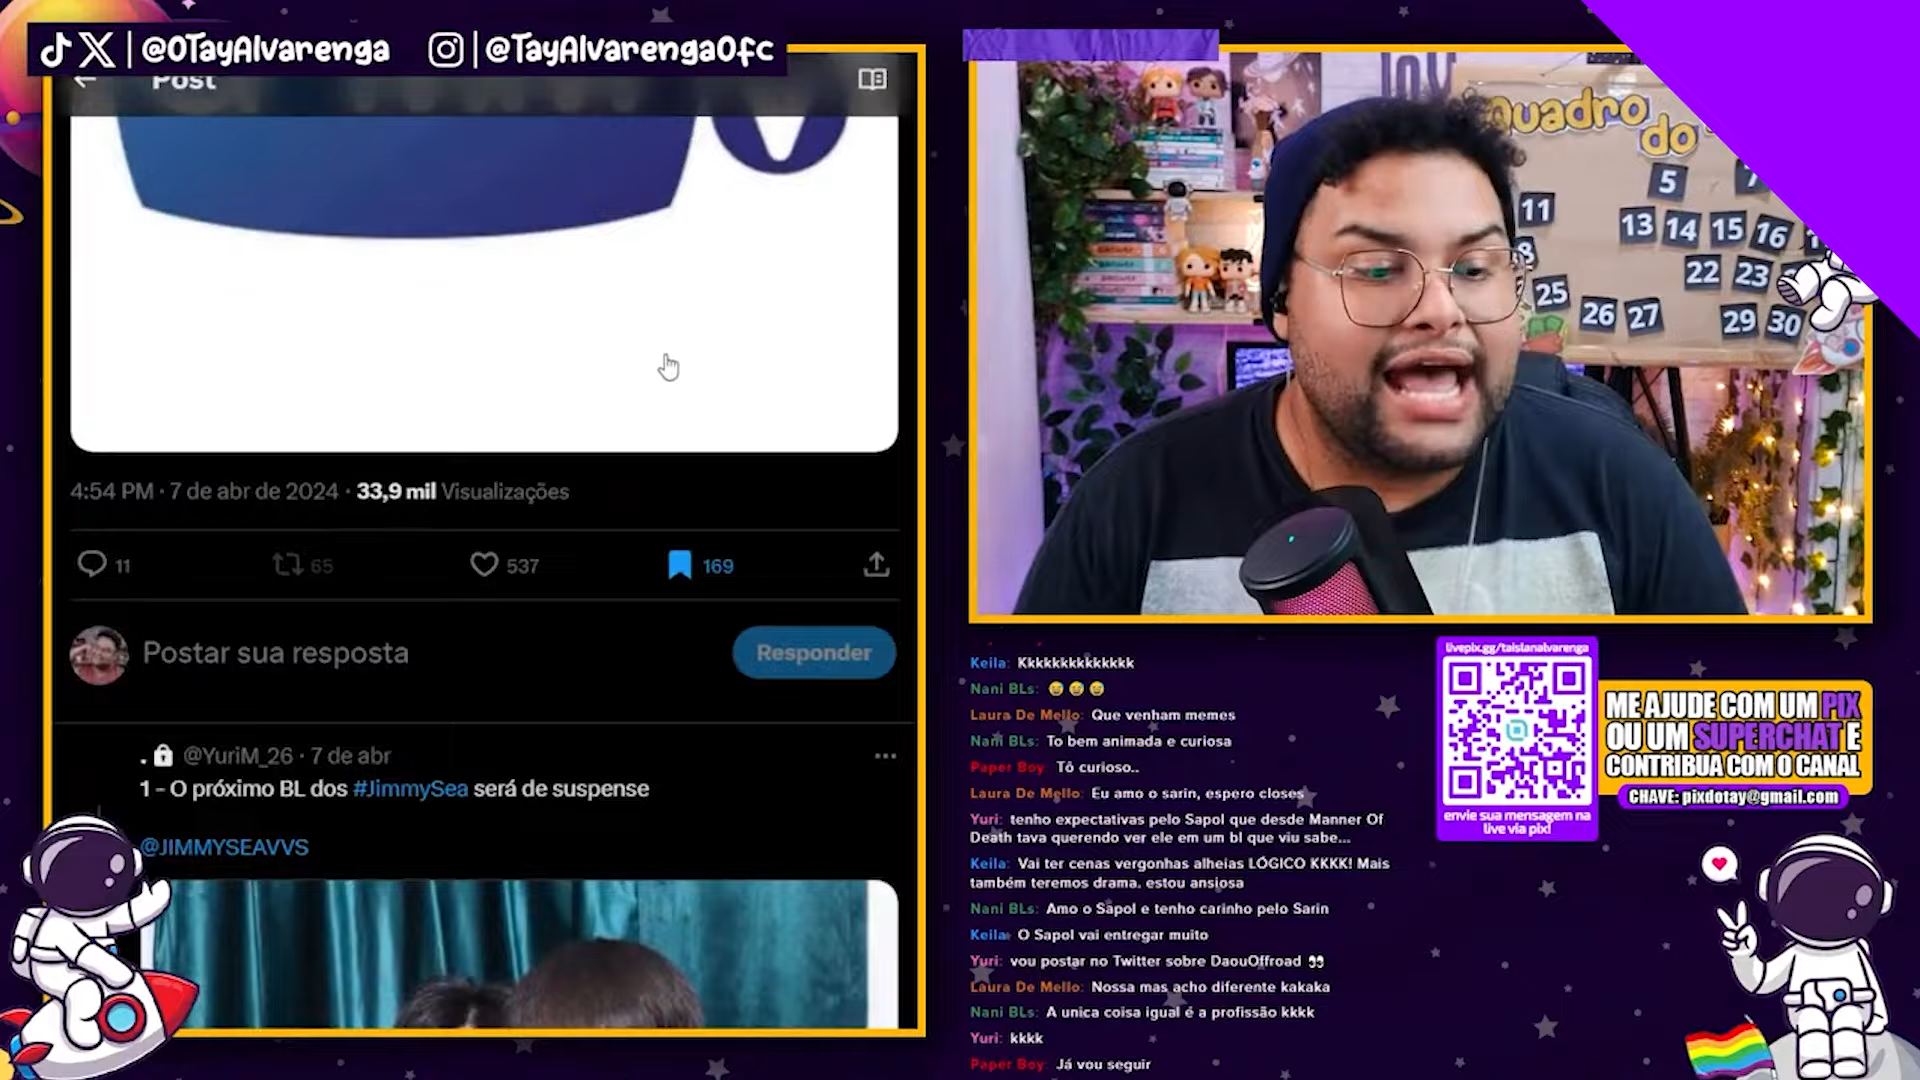 @OTayAlvarenga
@TayAlvarengaOfc
Post
4:54 PM · 7 de abr de 2024 · 33,9 mil Visualizações
11
65
537
169
Postar sua resposta
Responder
. @YuriM_26 · 7 de abr
1 - O próximo BL dos #JimmySea será de suspense
@JIMMYSEAVVS
Quadro
do
5
7
11
13 14 15 16
22 23
25
26 27
29 30
Keila: Kkkkkkkkkkkkkk
Nani BLs: 😂 😂 😂
Laura De Mello: Que venham memes
Nani BLs: To bem animada e curiosa
Paper Boy: Tô curioso..
Laura De Mello: Eu amo o sarin, espero closes
Yuri: tenho expectativas pelo Sapol que desde Manner Of
Death tava querendo ver ele em um bl que viu sabe...
Keila: Vai ter cenas vergonhas alheias LÓGICO KKKK! Mais
também teremos drama. estou ansiosa
Nani BLs: Amo o Sapol e tenho carinho pelo Sarin
Keila: O Sapol vai entregar muito
Yuri: vou postar no Twitter sobre DaouOffroad 👀
Laura De Mello: Nossa mas acho diferente kakaka
Nani BLs: A unica coisa igual é a profissão kkkk
Yuri: kkkk
Paper Boy: Já vou seguir
livepix.gg/taislanalvarenga
envie sua mensagem na
live via pix!
ME AJUDE COM UM PIX
OU UM SUPERCHAT E
CONTRIBUA COM O CANAL
CHAVE: pixdotay@gmail.com